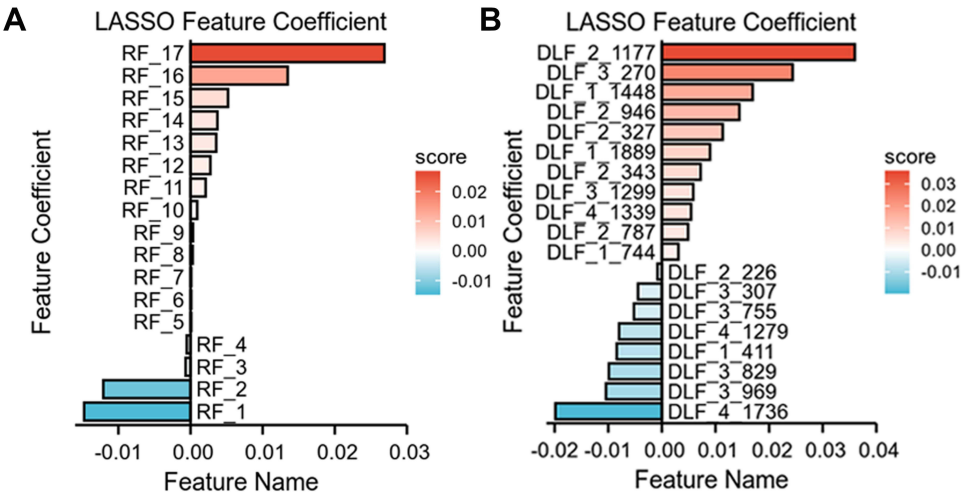 A
LASSO Feature Coefficient
Feature Coefficient
RF_17
RF_16
RF_15
RF_14
RF_13
RF_12
RF_11
RF_10
RF_9
RF_8
RF_7
RF_6
RF_5
RF_4
RF_3
RF_2
RF_1
-0.01 0.00 0.01 0.02 0.03
Feature Name
score
0.02
0.01
0.00
-0.01
B
LASSO Feature Coefficient
Feature Coefficient
DLF_2_1177
DLF_3_270
DLF_1_1448
DLF_2_946
DLF_2_327
DLF_1_1889
DLF_2_343
DLF_3_1299
DLF_4_1339
DLF_2_787
DLF_1_744
DLF_2_226
DLF_3_307
DLF_3_755
DLF_4_1279
DLF_1_411
DLF_3_829
DLF_3_969
DLF_4_1736
-0.02 -0.01 0.00 0.01 0.02 0.03 0.04
Feature Name
score
0.03
0.02
0.01
0.00
-0.01